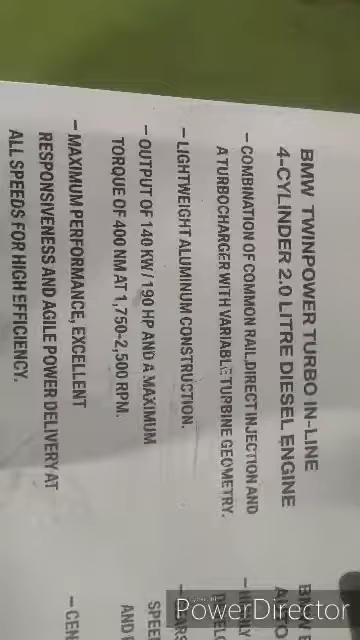 BMW TWINPOWER TURBO IN-LINE
4-CYLINDER 2.0 LITRE DIESEL ENGINE
– COMBINATION OF COMMON RAIL,DIRECT INJECTION AND
A TURBOCHARGER WITH VARIABLE TURBINE GEOMETRY.
– LIGHTWEIGHT ALUMINUM CONSTRUCTION.
– OUTPUT OF 140 KW / 190 HP AND A MAXIMUM
TORQUE OF 400 NM AT 1,750-2,500 RPM.
– MAXIMUM PERFORMANCE, EXCELLENT
RESPONSIVENESS AND AGILE POWER DELIVERY AT
ALL SPEEDS FOR HIGH EFFICIENCY.
BMW
AND
PowerDirector